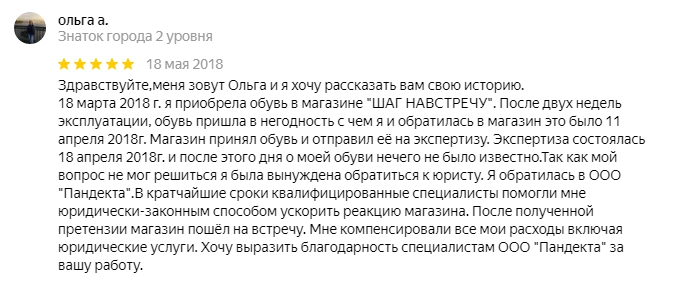 ольга а.
Знаток города 2 уровня
18 мая 2018
Здравствуйте,меня зовут Ольга и я хочу рассказать вам свою историю.
18 марта 2018 г. я приобрела обувь в магазине "ШАГ НАВСТРЕЧУ". После двух недель
эксплуатации, обувь пришла в негодность с чем я и обратилась в магазин это было 11
апреля 2018г. Магазин принял обувь и отправил её на экспертизу. Экспертиза состоялась
18 апреля 2018г. и после этого дня о моей обуви нечего не было известно.Так как мой
вопрос не мог решиться я была вынуждена обратиться к юристу. Я обратилась в ООО
"Пандекта".В кратчайшие сроки квалифицированные специалисты помогли мне
юридически-законным способом ускорить реакцию магазина. После полученной
претензии магазин пошёл на встречу. Мне компенсировали все мои расходы включая
юридические услуги. Хочу выразить благодарность специалистам ООО "Пандекта" за
вашу работу.